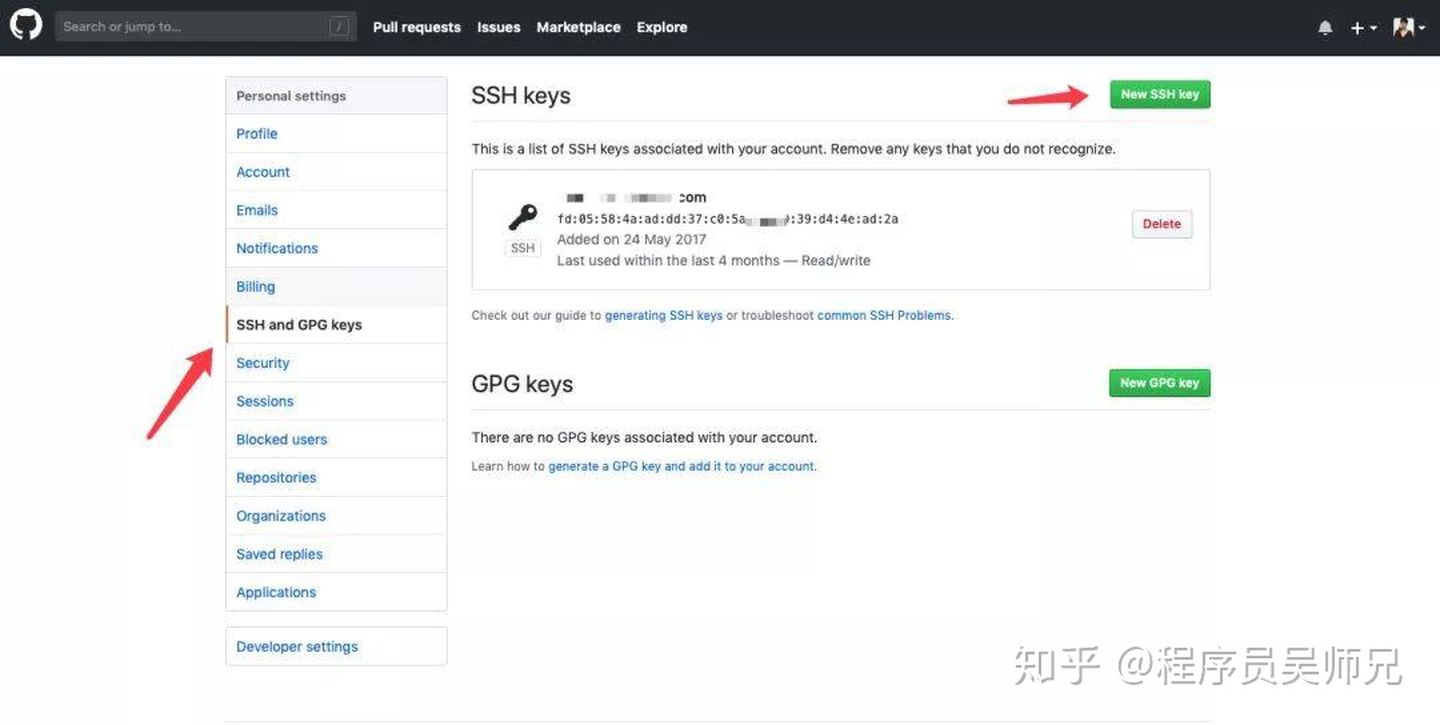 Search or jump to... /
Pull requests Issues Marketplace Explore
Personal settings
Profile
Account
Emails
Notifications
Billing
SSH and GPG keys
Security
Sessions
Blocked users
Repositories
Organizations
Saved replies
Applications
Developer settings
SSH keys
New SSH key
This is a list of SSH keys associated with your account. Remove any keys that you do not recognize.
com
fd:05:58:4a:ad:dd:37:c0:5a :39:d4:4e:ad:2a
SSH
Added on 24 May 2017
Last used within the last 4 months — Read/write
Delete
Check out our guide to generating SSH keys or troubleshoot common SSH Problems.
GPG keys
New GPG key
There are no GPG keys associated with your account.
Learn how to generate a GPG key and add it to your account.
知乎 @程序员吴师兄